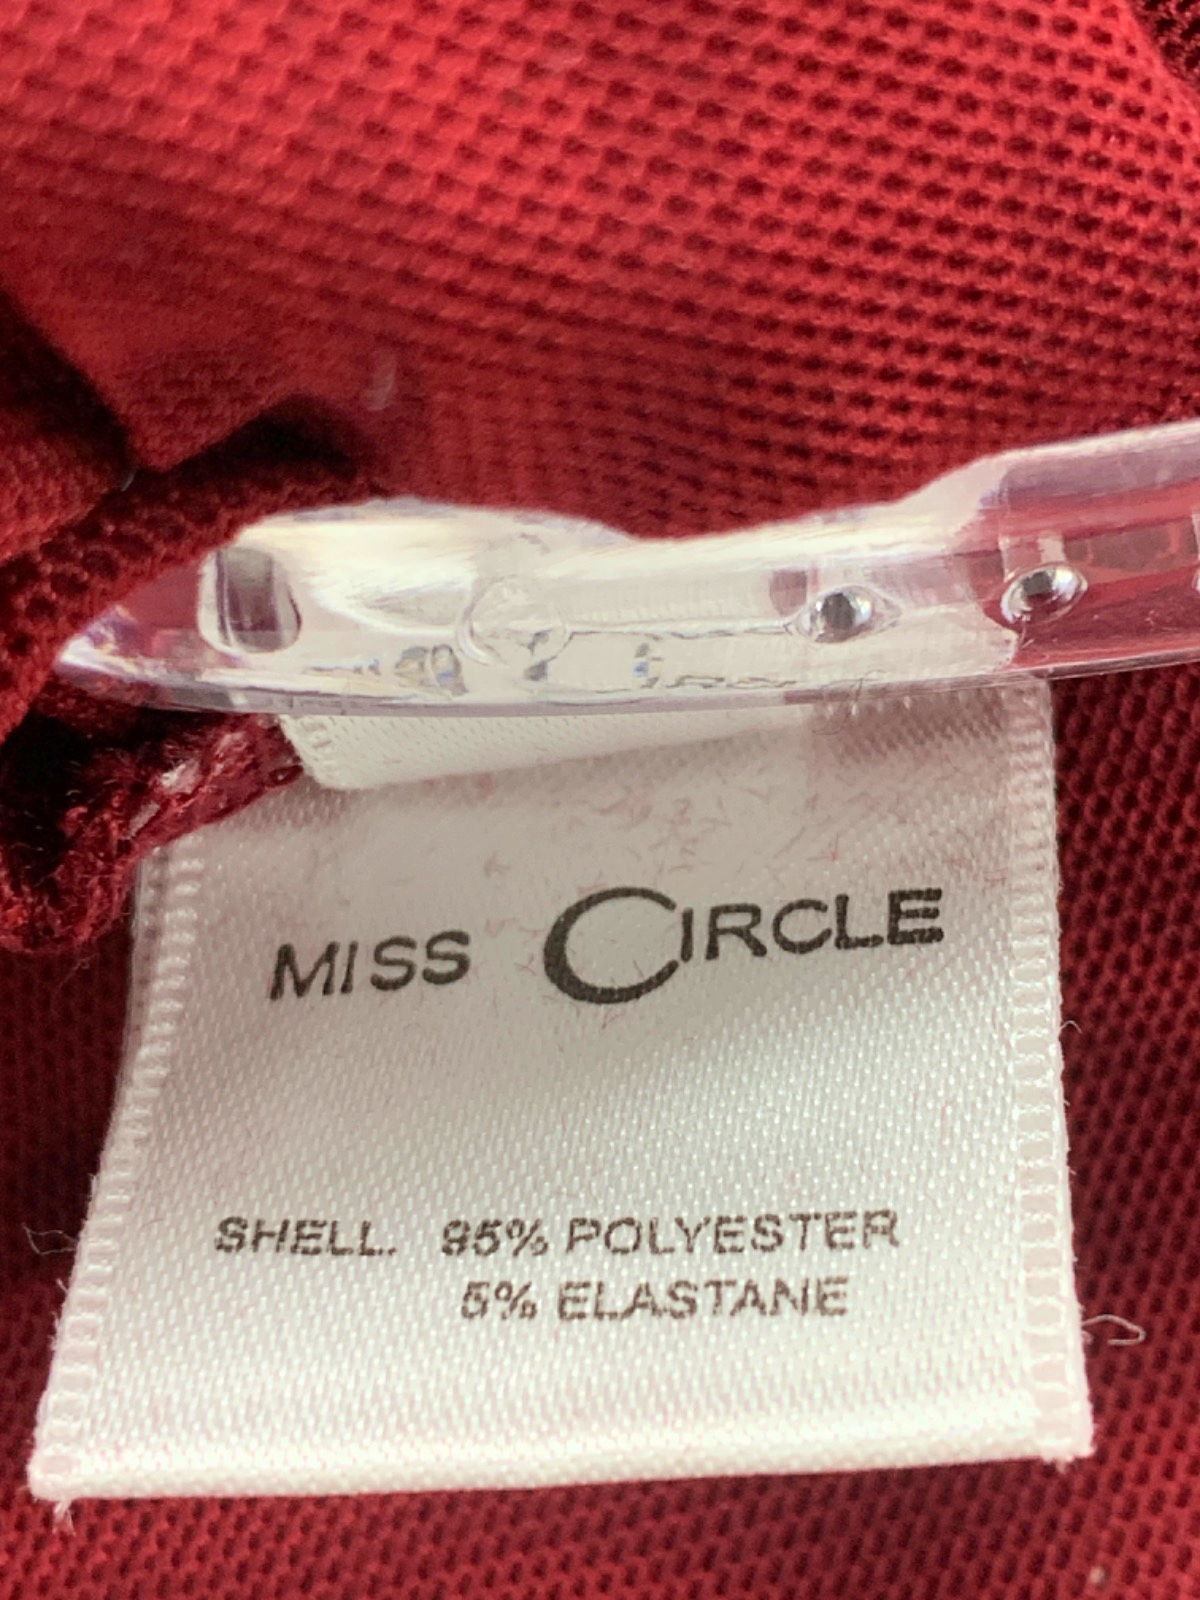 MISS CIRCLE
SHELL. 95% POLYESTER
5% ELASTANE